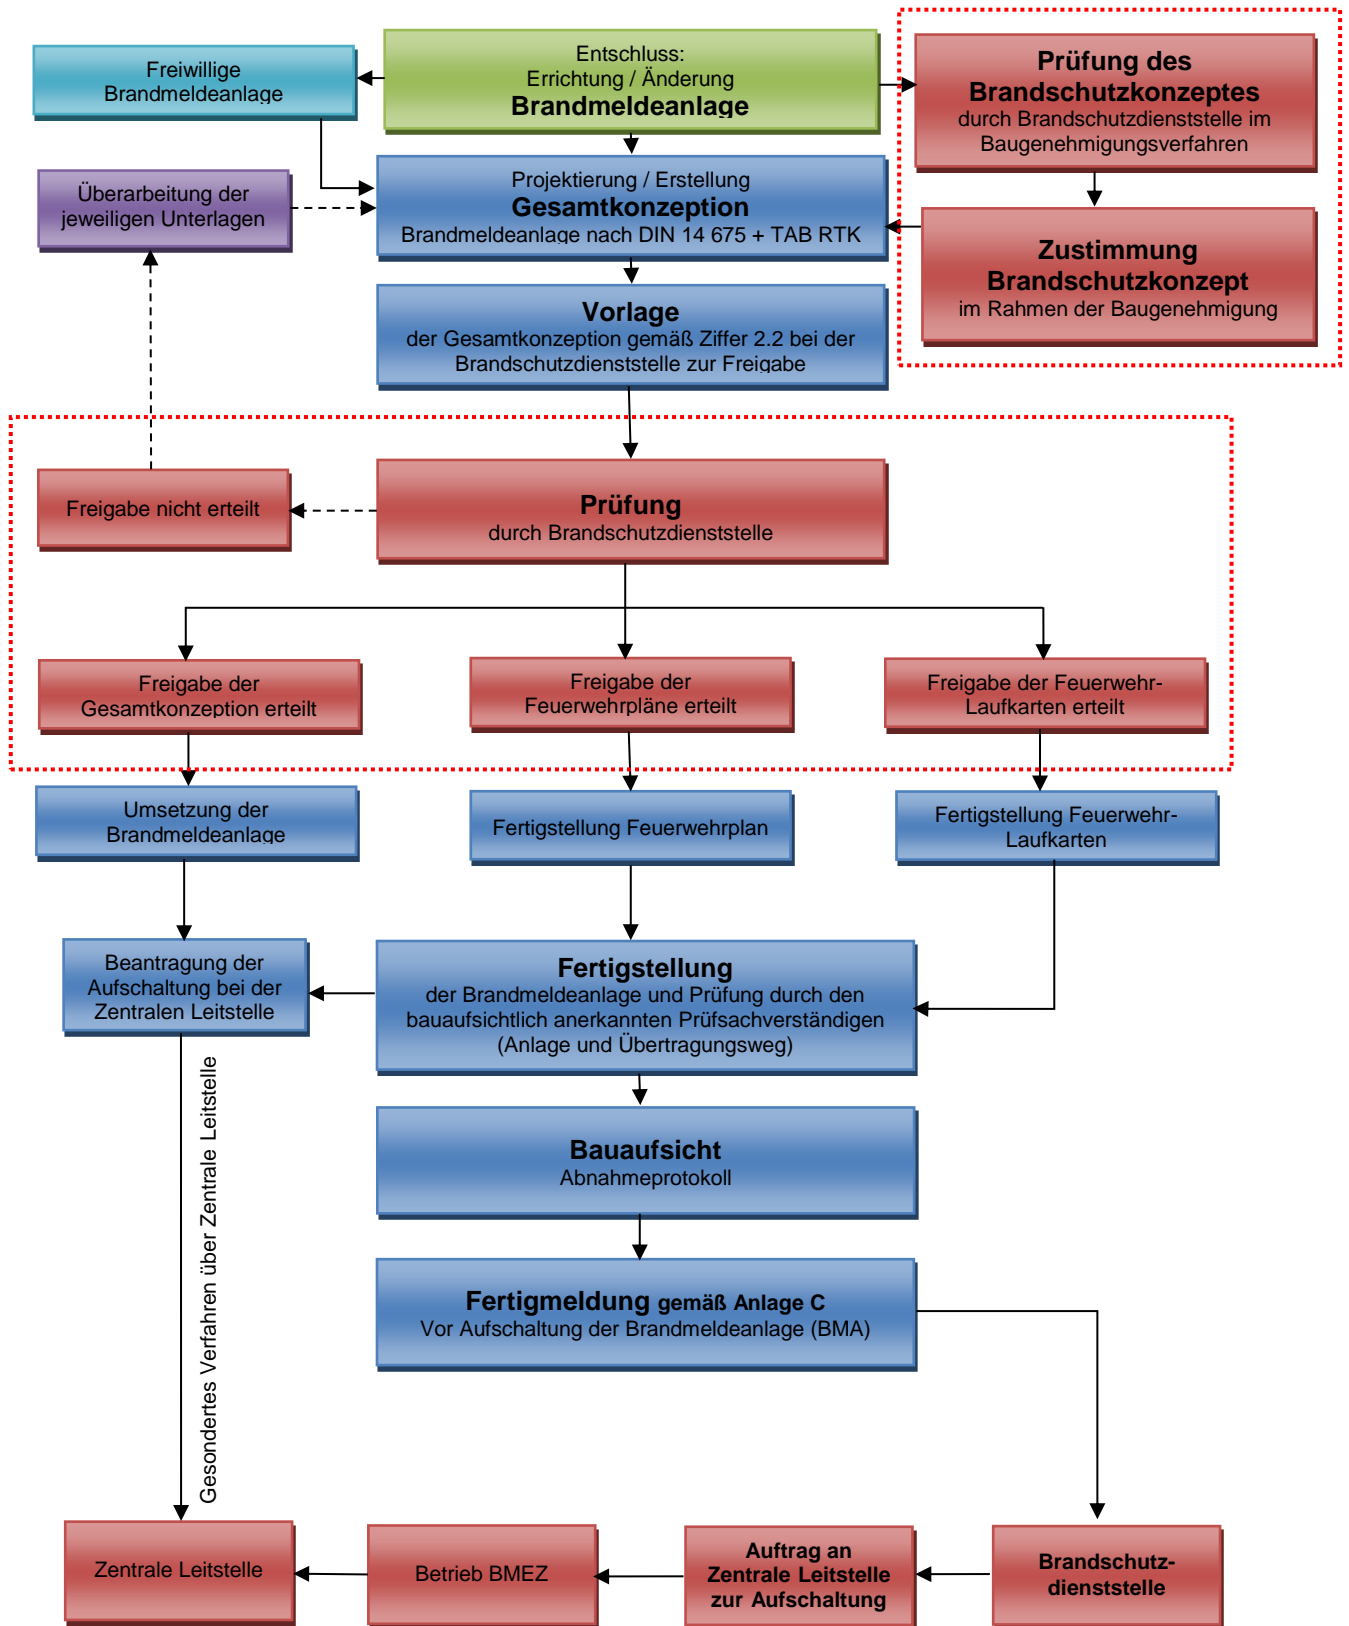 Entschluss:
Errichtung / Änderung
Brandmeldeanlage
Freiwillige
Brandmeldeanlage
Prüfung des
Brandschutzkonzeptes
durch Brandschutzdienststelle im
Baugenehmigungsverfahren
Überarbeitung der
jeweiligen Unterlagen
Projektierung / Erstellung
Gesamtkonzeption
Brandmeldeanlage nach DIN 14 675 + TAB RTK
Zustimmung
Brandschutzkonzept
im Rahmen der Baugenehmigung
Vorlage
der Gesamtkonzeption gemäß Ziffer 2.2 bei der
Brandschutzdienststelle zur Freigabe
Freigabe nicht erteilt
Prüfung
durch Brandschutzdienststelle
Freigabe der
Gesamtkonzeption erteilt
Freigabe der
Feuerwehrpläne erteilt
Freigabe der Feuerwehr-
Laufkarten erteilt
Umsetzung der
Brandmeldeanlage
Fertigstellung Feuerwehrplan
Fertigstellung Feuerwehr-
Laufkarten
Beantragung der
Aufschaltung bei der
Zentralen Leitstelle
Fertigstellung
der Brandmeldeanlage und Prüfung durch den
bauaufsichtlich anerkannten Prüfsachverständigen
(Anlage und Übertragungsweg)
Gesondertes Verfahren über Zentrale Leitstelle
Bauaufsicht
Abnahmeprotokoll
Fertigmeldung gemäß Anlage C
Vor Aufschaltung der Brandmeldeanlage (BMA)
Zentrale Leitstelle
Betrieb BMEZ
Auftrag an
Zentrale Leitstelle
zur Aufschaltung
Brandschutz-
dienststelle